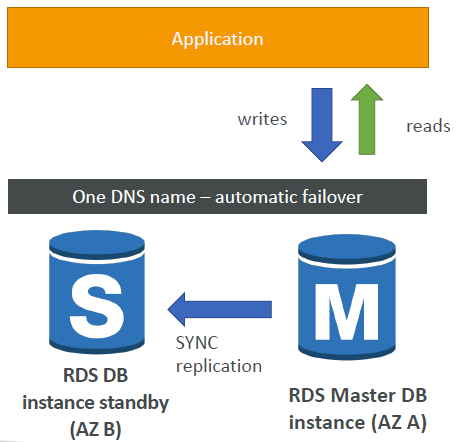 Application
writes
reads
One DNS name – automatic failover
S
M
SYNC
replication
RDS DB
instance standby
(AZ B)
RDS Master DB
instance (AZ A)